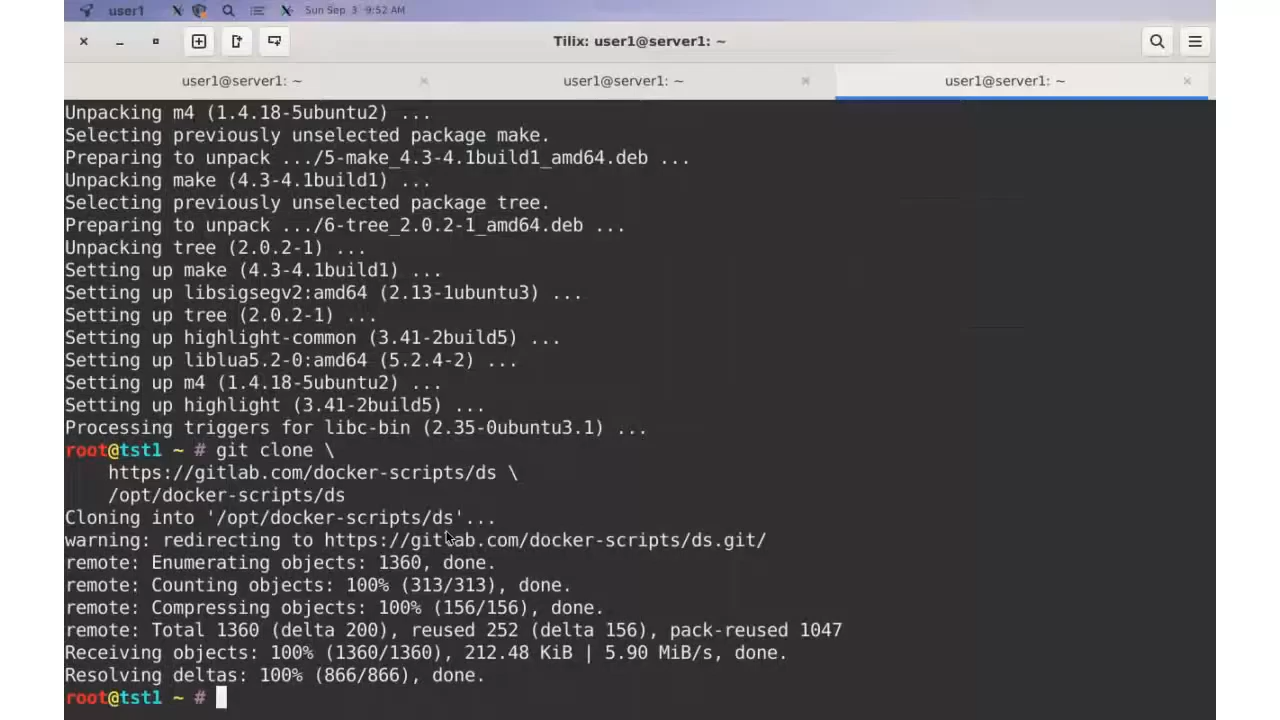 user1 Sun Sep 3 9:52 AM
Tilix: user1@server1: ~
user1@server1: ~ user1@server1: ~ user1@server1: ~
Unpacking m4 (1.4.18-5ubuntu2) ...
Selecting previously unselected package make.
Preparing to unpack .../5-make_4.3-4.1build1_amd64.deb ...
Unpacking make (4.3-4.1build1) ...
Selecting previously unselected package tree.
Preparing to unpack .../6-tree_2.0.2-1_amd64.deb ...
Unpacking tree (2.0.2-1) ...
Setting up make (4.3-4.1build1) ...
Setting up libsigsegv2:amd64 (2.13-1ubuntu3) ...
Setting up tree (2.0.2-1) ...
Setting up highlight-common (3.41-2build5) ...
Setting up liblua5.2-0:amd64 (5.2.4-2) ...
Setting up m4 (1.4.18-5ubuntu2) ...
Setting up highlight (3.41-2build5) ...
Processing triggers for libc-bin (2.35-0ubuntu3.1) ...
root@tst1 ~ # git clone \
    https://gitlab.com/docker-scripts/ds \
    /opt/docker-scripts/ds
Cloning into '/opt/docker-scripts/ds'...
warning: redirecting to https://gitlab.com/docker-scripts/ds.git/
remote: Enumerating objects: 1360, done.
remote: Counting objects: 100% (313/313), done.
remote: Compressing objects: 100% (156/156), done.
remote: Total 1360 (delta 200), reused 252 (delta 156), pack-reused 1047
Receiving objects: 100% (1360/1360), 212.48 KiB | 5.90 MiB/s, done.
Resolving deltas: 100% (866/866), done.
root@tst1 ~ #